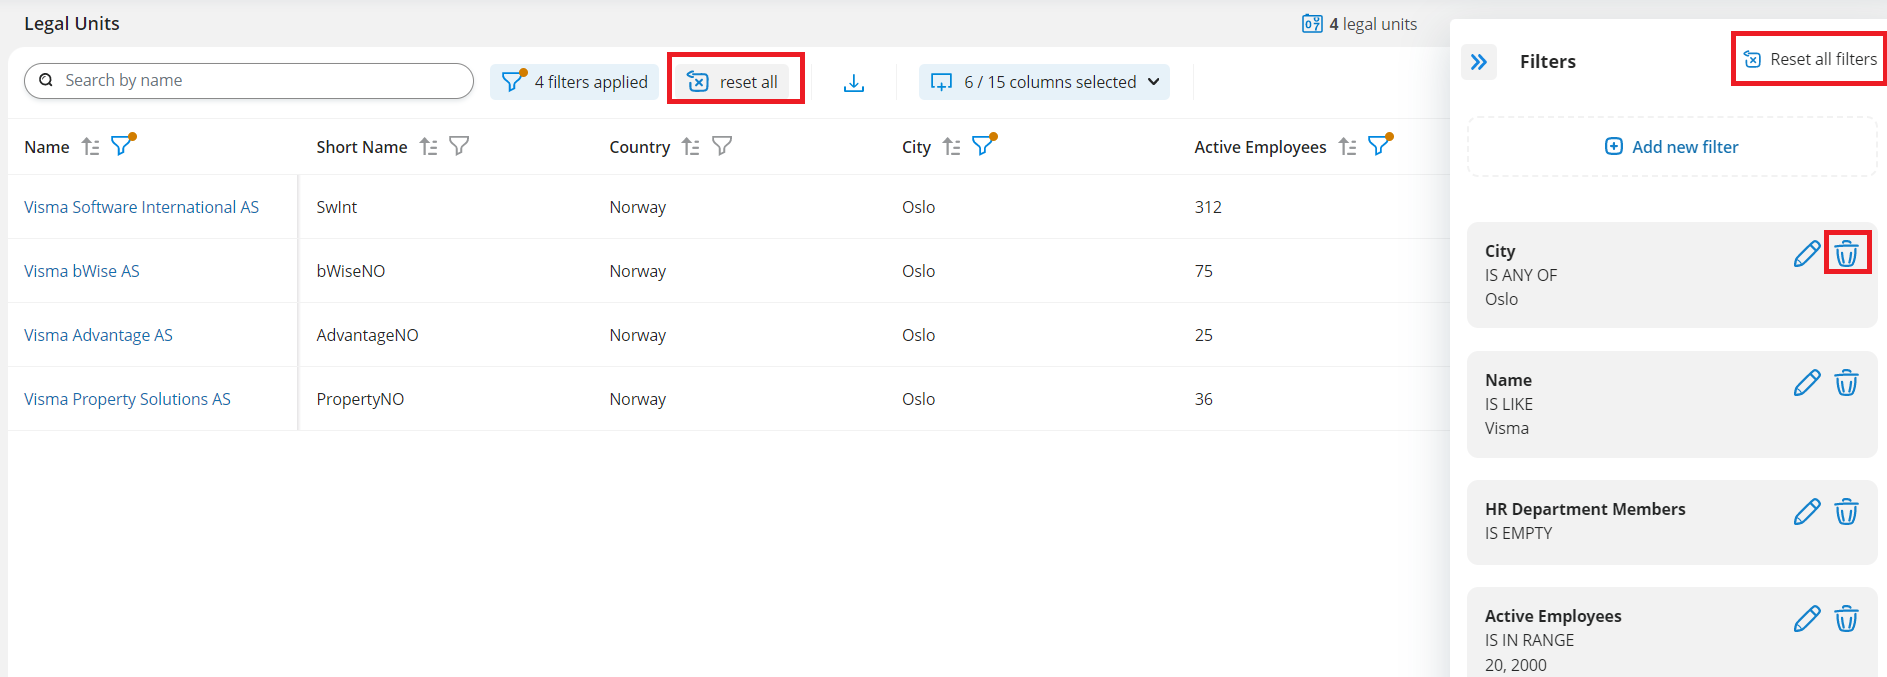 Legal Units
4 legal units
Search by name
4 filters applied
reset all
6 / 15 columns selected
Name
Short Name
Country
City
Active Employees
Visma Software International AS
SwInt
Norway
Oslo
312
Visma bWise AS
bWiseNO
Norway
Oslo
75
Visma Advantage AS
AdvantageNO
Norway
Oslo
25
Visma Property Solutions AS
PropertyNO
Norway
Oslo
36
Filters
Reset all filters
Add new filter
City
IS ANY OF
Oslo
Name
IS LIKE
Visma
HR Department Members
IS EMPTY
Active Employees
IS IN RANGE
20, 2000